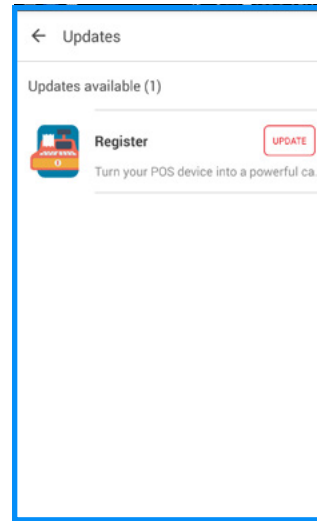 Updates
Updates available (1)
Register
UPDATE
Turn your POS device into a powerful ca.